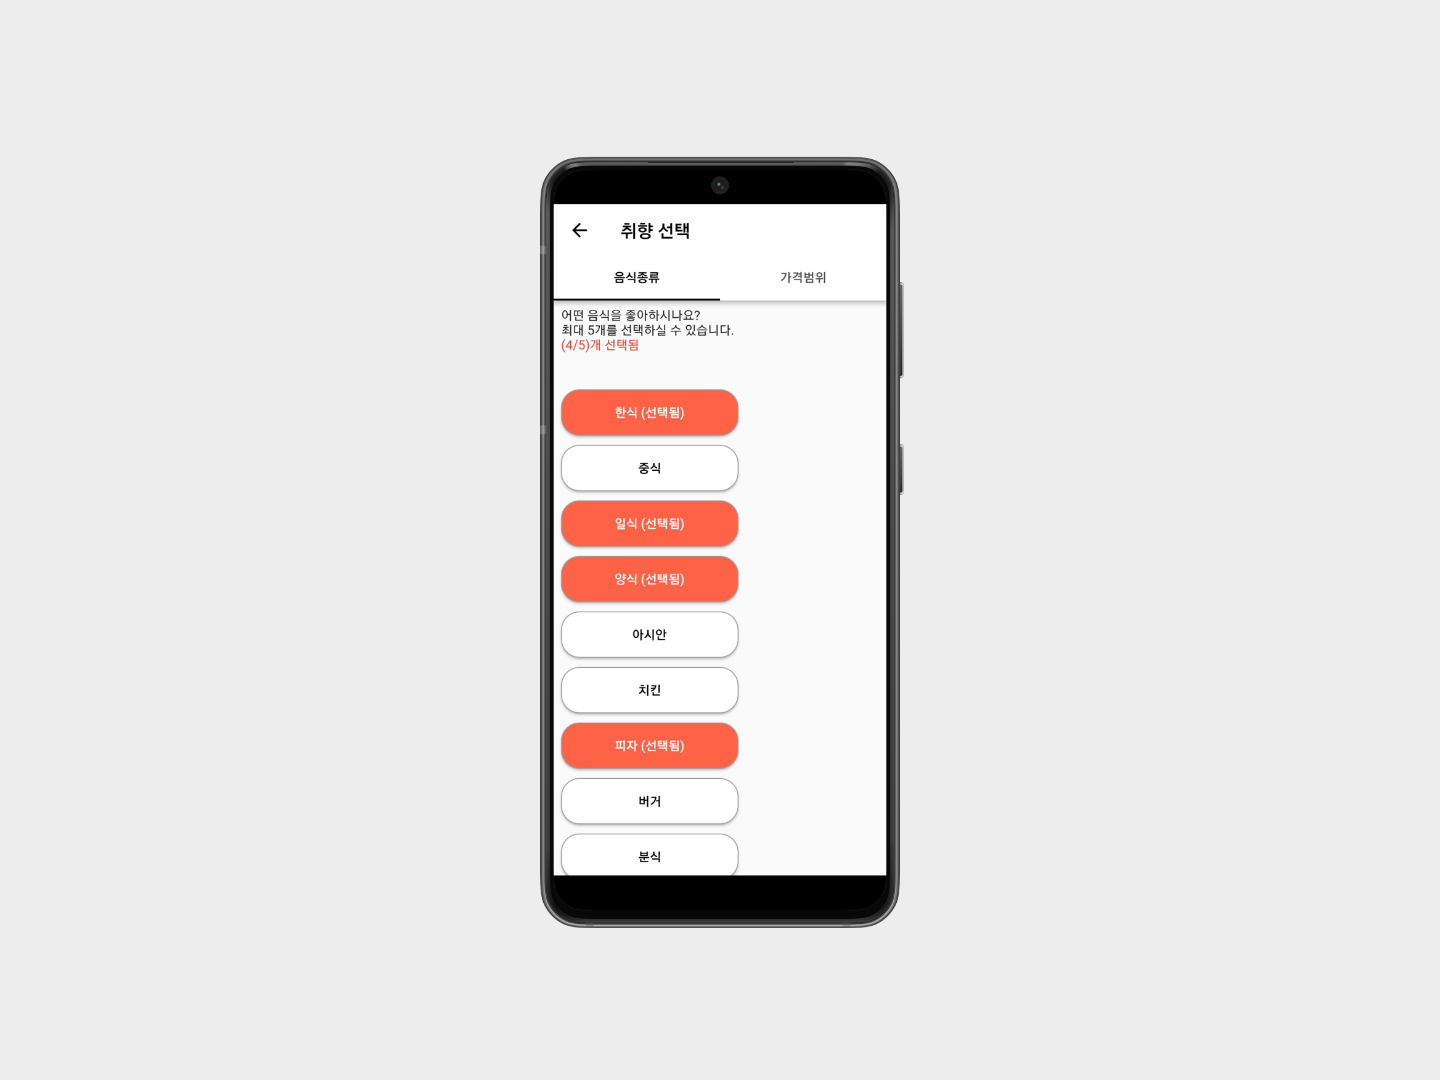 취향 선택
음식종류
가격범위
어떤 음식을 좋아하시나요?
최대 5개를 선택하실 수 있습니다.
(4/5)개 선택됨
한식 (선택됨)
중식
일식 (선택됨)
양식 (선택됨)
아시안
치킨
피자 (선택됨)
버거
분식